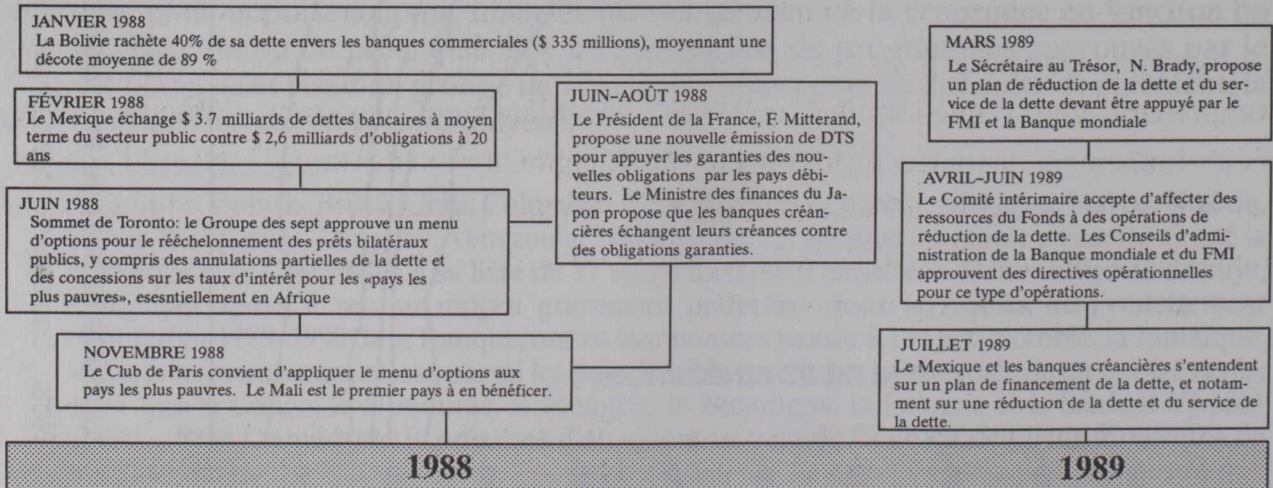 JANVIER 1988
La Bolivie rachète 40% de sa dette envers les banques commerciales ($ 335 millions), moyennant une
décote moyenne de 89 %
FÉVRIER 1988
Le Mexique échange $ 3.7 milliards de dettes bancaires à moyen
terme du secteur public contre $ 2,6 milliards d'obligations à 20
ans
JUIN 1988
Sommet de Toronto: le Groupe des sept approuve un menu
d'options pour le rééchelonnement des prêts bilatéraux
publics, y compris des annulations partielles de la dette et
des concessions sur les taux d'intérêt pour les «pays les
plus pauvres», esesntiellement en Afrique
NOVEMBRE 1988
Le Club de Paris convient d'appliquer le menu d'options aux
pays les plus pauvres. Le Mali est le premier pays à en bénéficer.
JUIN–AOÛT 1988
Le Président de la France, F. Mitterand,
propose une nouvelle émission de DTS
pour appuyer les garanties des nou-
velles obligations par les pays débi-
teurs. Le Ministre des finances du Ja-
pon propose que les banques créan-
cières échangent leurs créances contre
des obligations garanties.
MARS 1989
Le Sécrétaire au Trésor, N. Brady, propose
un plan de réduction de la dette et du ser-
vice de la dette devant être appuyé par le
FMI et la Banque mondiale
AVRIL–JUIN 1989
Le Comité intérimaire accepte d'affecter des
ressources du Fonds à des opérations de
réduction de la dette. Les Conseils d'admi-
nistration de la Banque mondiale et du FMI
approuvent des directives opérationnelles
pour ce type d'opérations.
JUILLET 1989
Le Mexique et les banques créancières s'entendent
sur un plan de financement de la dette, et notam-
ment sur une réduction de la dette et du service de
la dette.
1988
1989